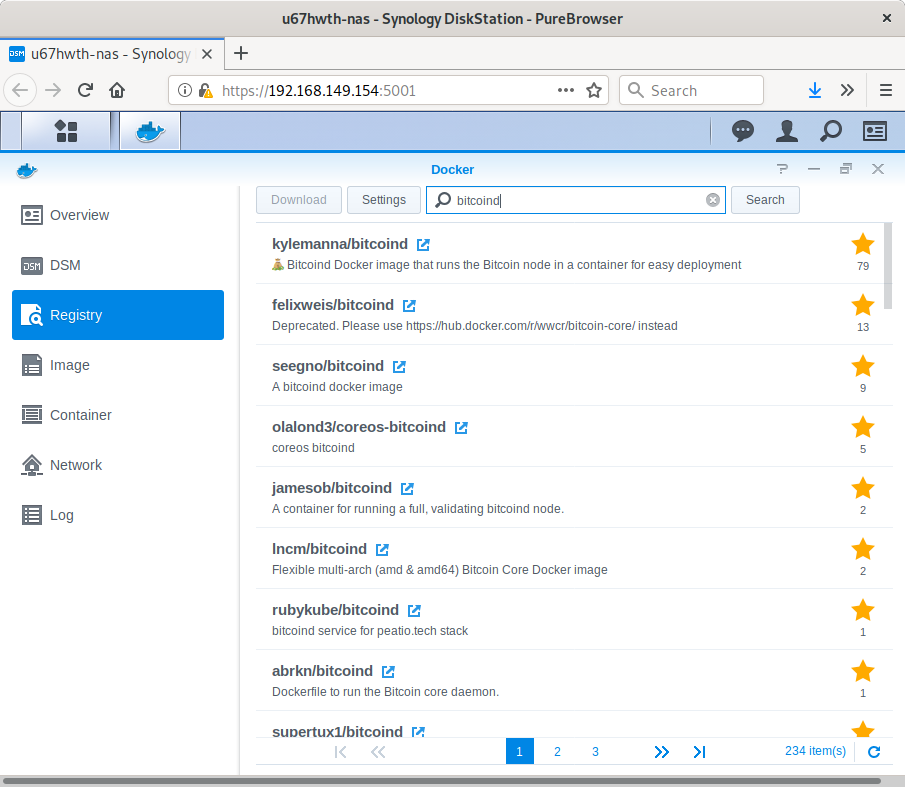 u67hwth-nas - Synology DiskStation - PureBrowser
DSM u67hwth-nas - Synology
https://192.168.149.154:5001
Search
Docker
Overview
DSM DSM
Registry
Image
Container
Network
Log
Download Settings bitcoind Search
kylemanna/bitcoind
Bitcoind Docker image that runs the Bitcoin node in a container for easy deployment
79
felixweis/bitcoind
Deprecated. Please use https://hub.docker.com/r/wwcr/bitcoin-core/ instead
13
seegno/bitcoind
A bitcoind docker image
9
olalond3/coreos-bitcoind
coreos bitcoind
5
jamesob/bitcoind
A container for running a full, validating bitcoind node.
2
lncm/bitcoind
Flexible multi-arch (amd & amd64) Bitcoin Core Docker image
2
rubykube/bitcoind
bitcoind service for peatio.tech stack
1
abrkn/bitcoind
Dockerfile to run the Bitcoin core daemon.
1
supertux1/bitcoind
1 2 3 234 item(s)